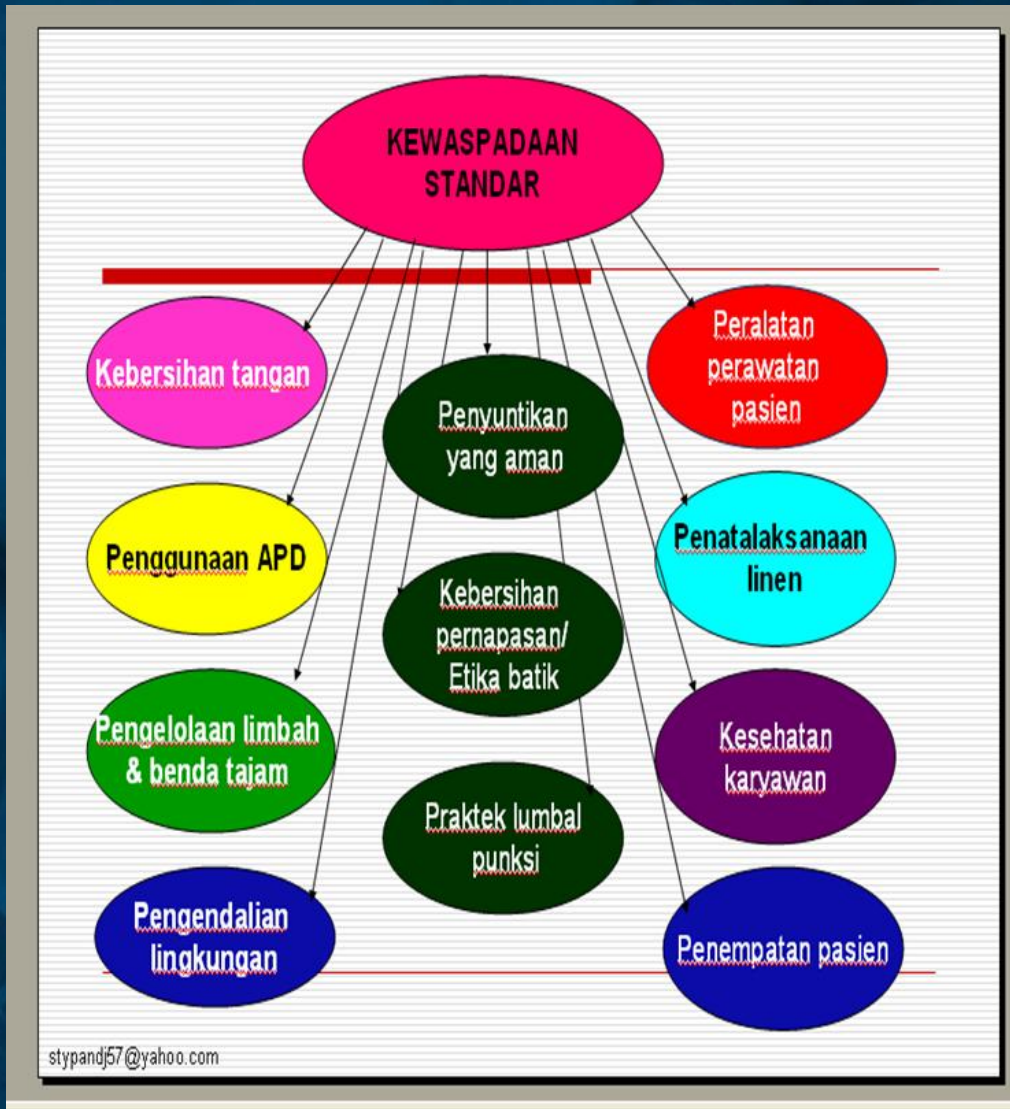 KEWASPADAAN
STANDAR
Kebersihan tangan
Penggunaan APD
Pengelolaan limbah
& benda tajam
Pengendalian
lingkungan
Penyuntikan
yang aman
Kebersihan
pernapasan/
Etika batik
Praktek lumbal
punksi
Peralatan
perawatan
pasien
Penatalaksanaan
linen
Kesehatan
karyawan
Penempatan pasien
stypandj57@yahoo.com